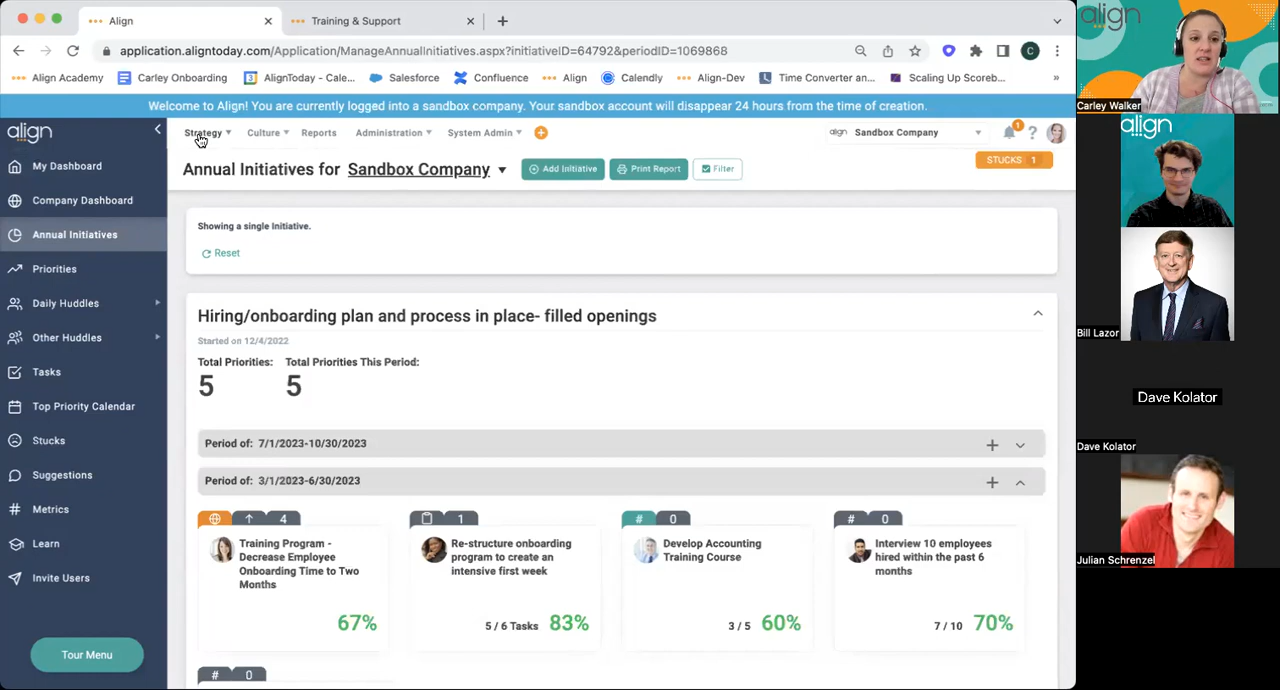 Align
Training & Support
application.aligntoday.com/Application/ManageAnnualInitiatives.aspx?initiativeID=64792&periodID=1069868
C
Align Academy
Carley Onboarding
AlignToday - Cale...
Salesforce
Confluence
Align
Calendly
Align-Dev
Time Converter an...
Scaling Up Scoreb...
»
Welcome to Align! You are currently logged into a sandbox company. Your sandbox account will disappear 24 hours from the time of creation.
align
Strategy
Culture
Reports
Administration
System Admin
align Sandbox Company
1
?
Annual Initiatives for Sandbox Company
Add Initiative
Print Report
Filter
STUCKS 1
My Dashboard
Company Dashboard
Annual Initiatives
Priorities
Daily Huddles
Other Huddles
Tasks
Top Priority Calendar
Stucks
Suggestions
Metrics
Learn
Invite Users
Tour Menu
Showing a single Initiative.
Reset
Hiring/onboarding plan and process in place- filled openings
Started on 12/4/2022
Total Priorities: Total Priorities This Period:
5 5
Period of: 7/1/2023-10/30/2023
Period of: 3/1/2023-6/30/2023
4
Training Program -
Decrease Employee
Onboarding Time to Two
Months
67%
1
Re-structure onboarding
program to create an
intensive first week
5 / 6 Tasks 83%
# 0
Develop Accounting
Training Course
3 / 5 60%
# 0
Interview 10 employees
hired within the past 6
months
7 / 10 70%
# 0
align
Carley Walker
align
Bill Lazor
Dave Kolator
Dave Kolator
Julian Schrenzel